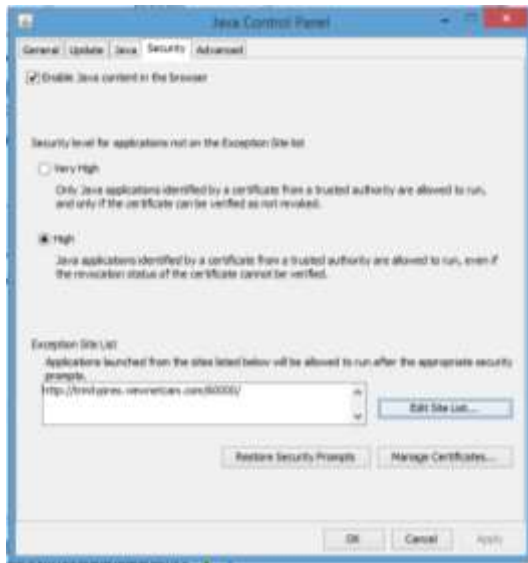 Java Control Panel
General Update Java Security Advanced
Enable Java content in the browser
Security level for applications not on the Exception Site list
Very High
Only Java applications identified by a certificate from a trusted authority are allowed to run,
and only if the certificate can be verified as not revoked.
High
Java applications identified by a certificate from a trusted authority are allowed to run, even if
the revocation status of the certificate cannot be verified.
Exception Site List
Applications launched from the sites listed below will be allowed to run after the appropriate security
prompts.
Edit Site List...
Restore Security Prompts Manage Certificates...
OK Cancel Apply